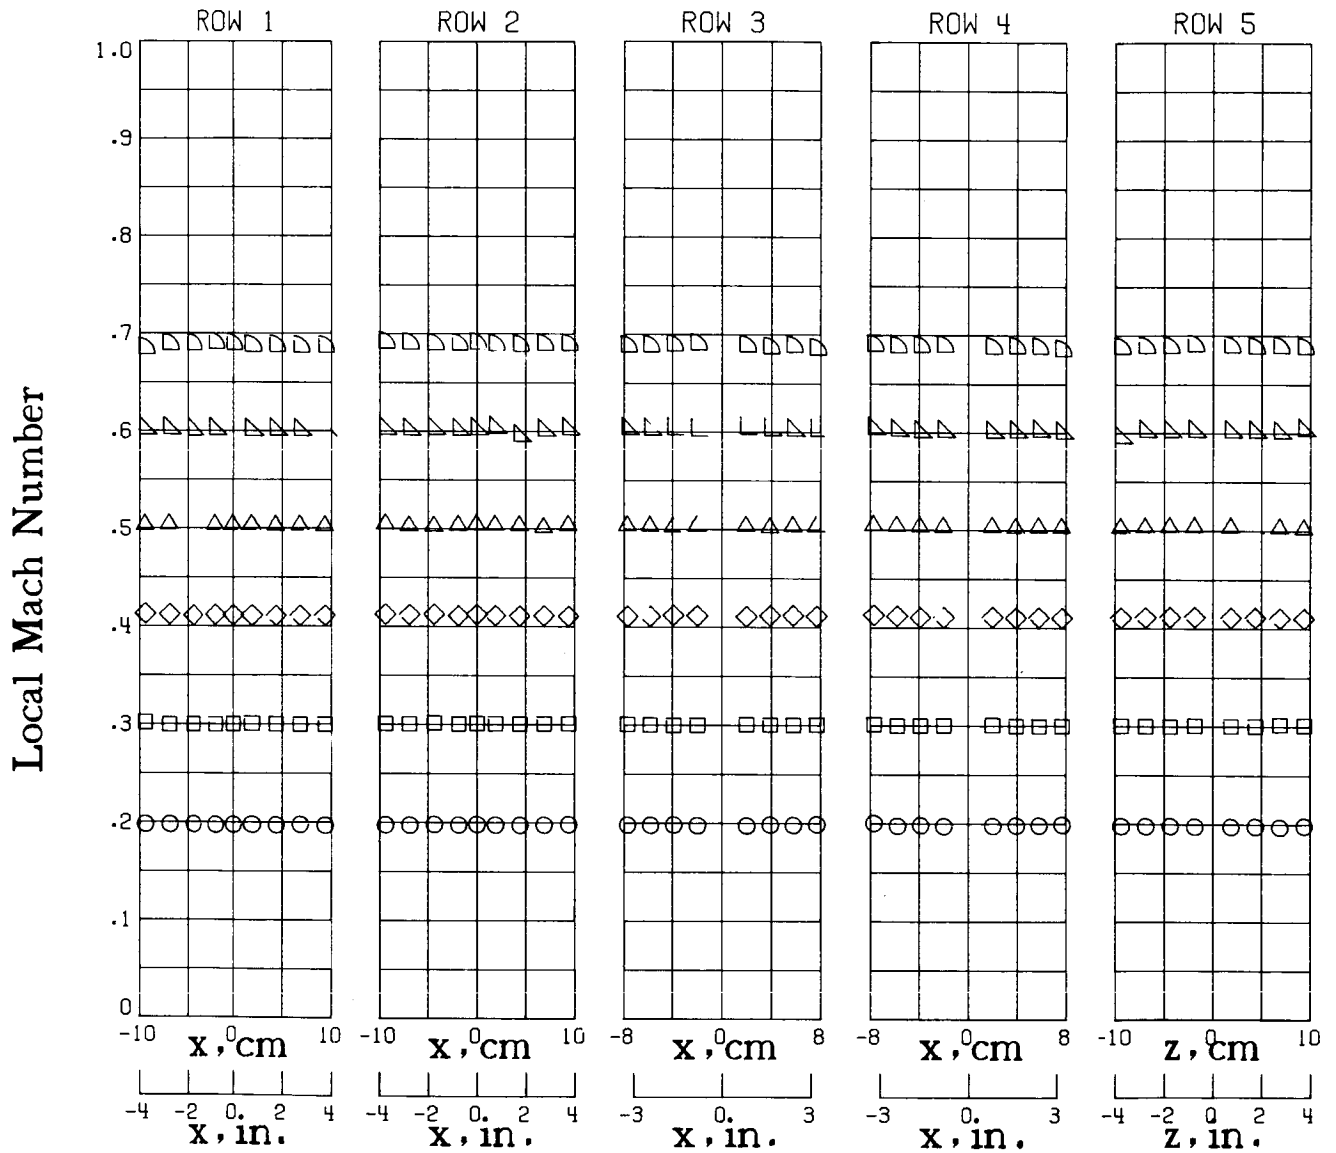 ROW 1 ROW 2 ROW 3 ROW 4 ROW 5
Local Mach Number
1.0
.9
.8
.7
.6
.5
.4
.3
.2
.1
0
-10 0 10 -10 0 10 -8 0 8 -8 0 8 -10 0 10
x, cm x, cm x, cm x, cm z, cm
-4 -2 0. 2 4 -4 -2 0. 2 4 -3 0. 3 -3 0. 3 -4 -2 0 2 4
x, in. x, in. x, in. x, in. z, in.